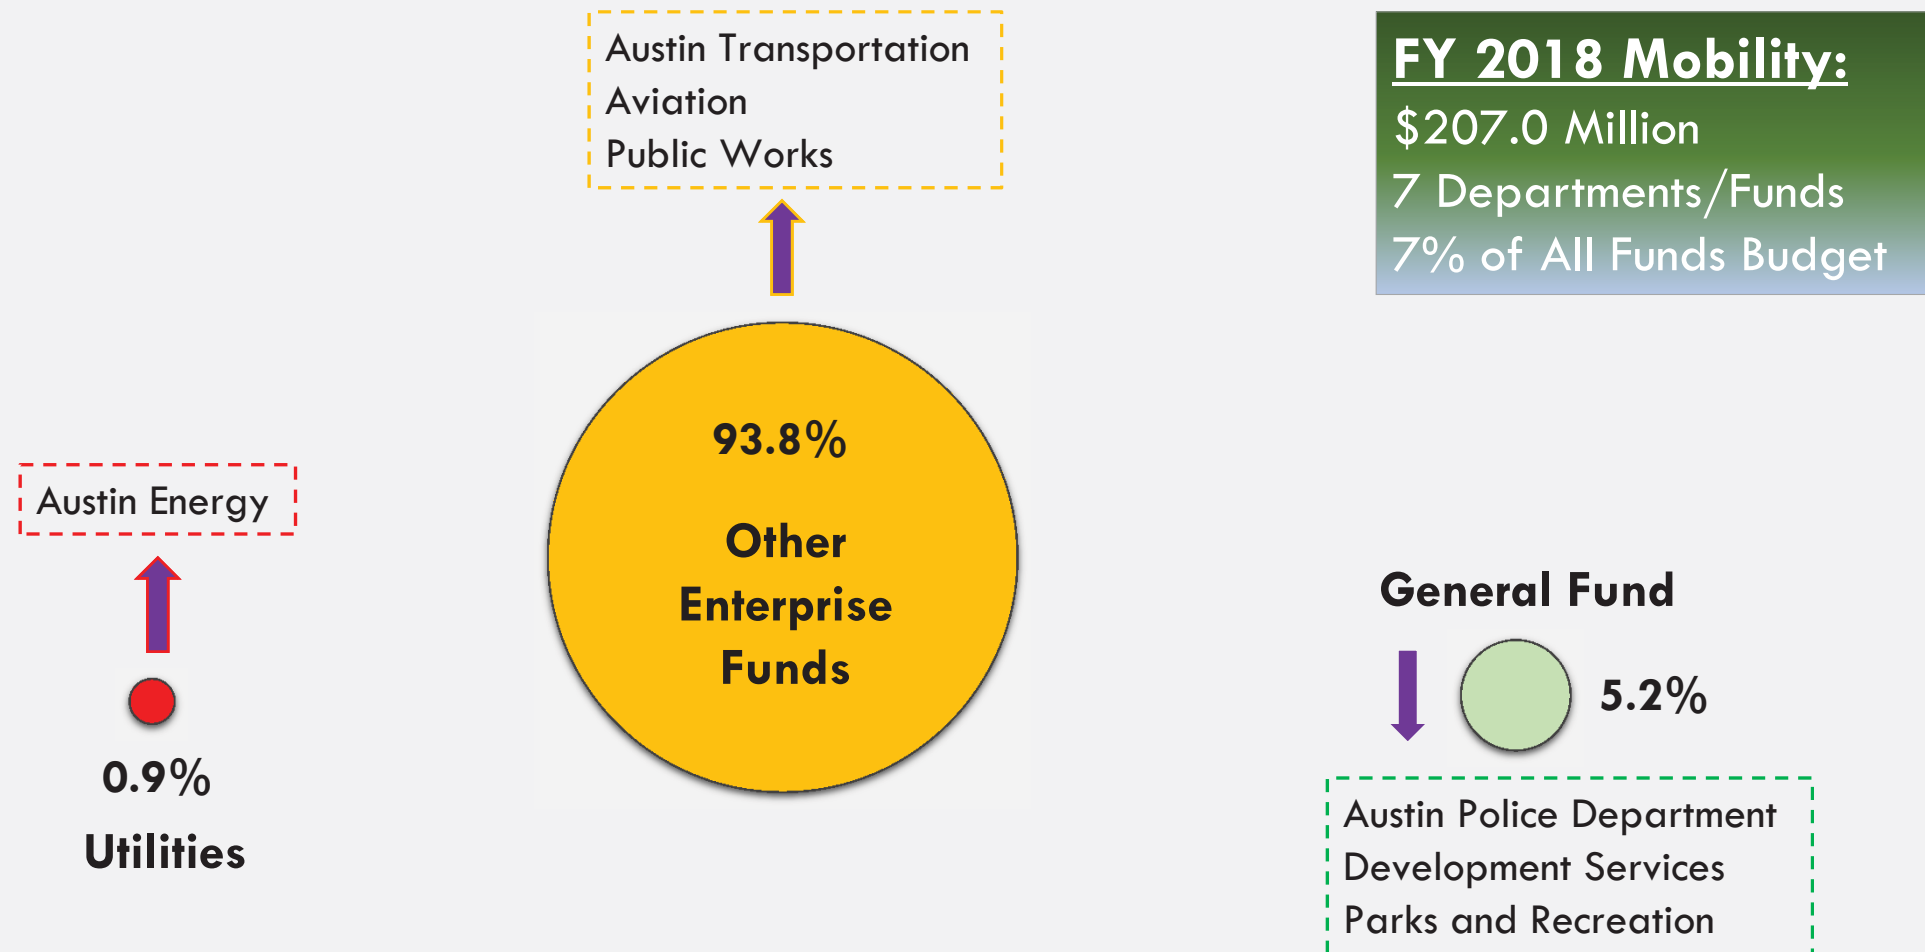 Austin Transportation
Aviation
Public Works
FY 2018 Mobility:
$207.0 Million
7 Departments/Funds
7% of All Funds Budget
93.8%
Other
Enterprise
Funds
Austin Energy
0.9%
Utilities
General Fund
5.2%
Austin Police Department
Development Services
Parks and Recreation